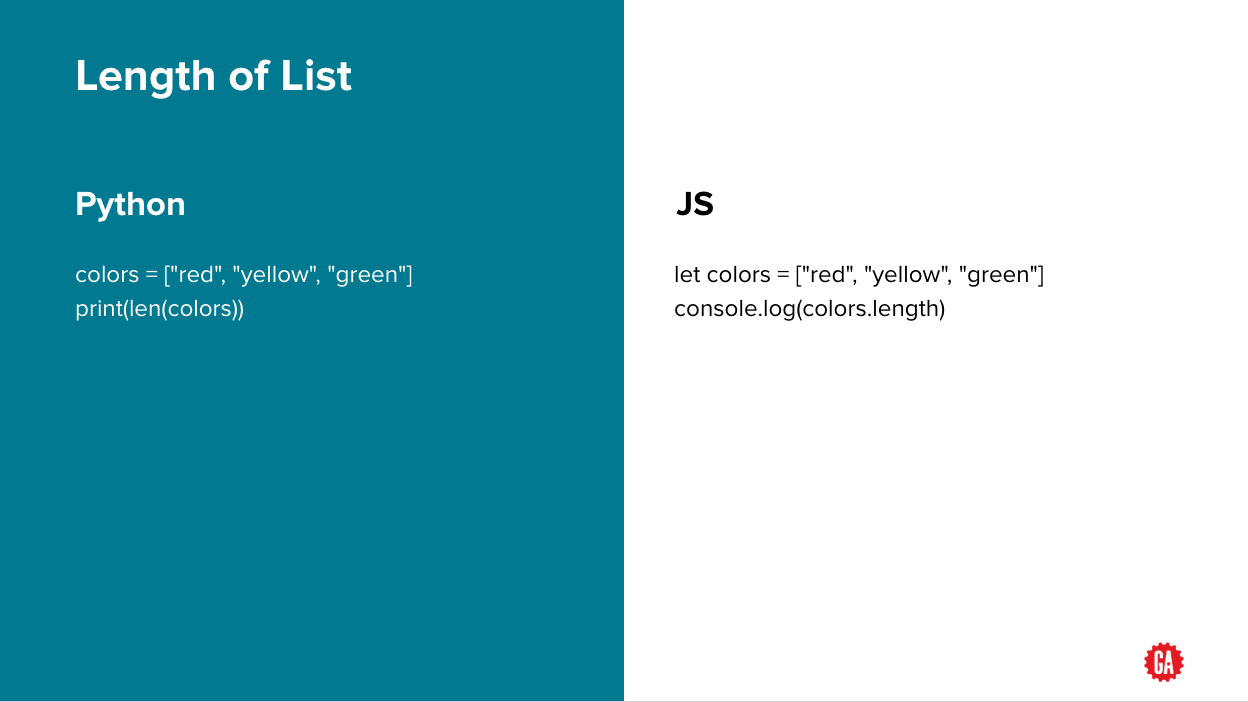 Length of List
Python
colors = ["red", "yellow", "green"]
print(len(colors))
JS
let colors = ["red", "yellow", "green"]
console.log(colors.length)
GA